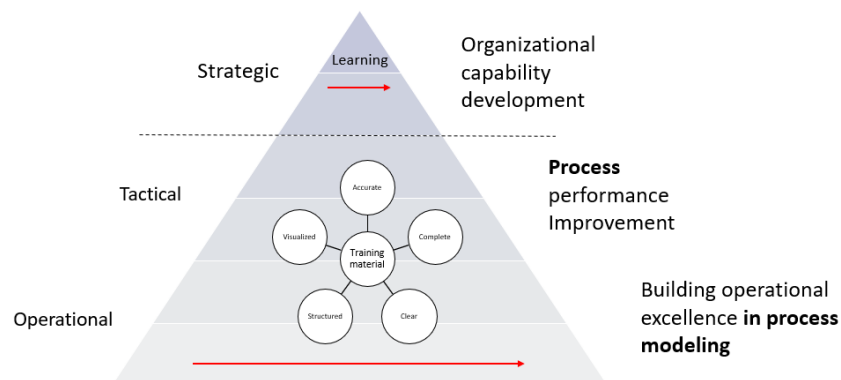 Learning
Strategic
Organizational
capability
development
Tactical
Accurate
Process
performance
Improvement
Visualized
Complete
Training
material
Structured
Clear
Operational
Building operational
excellence in process
modeling